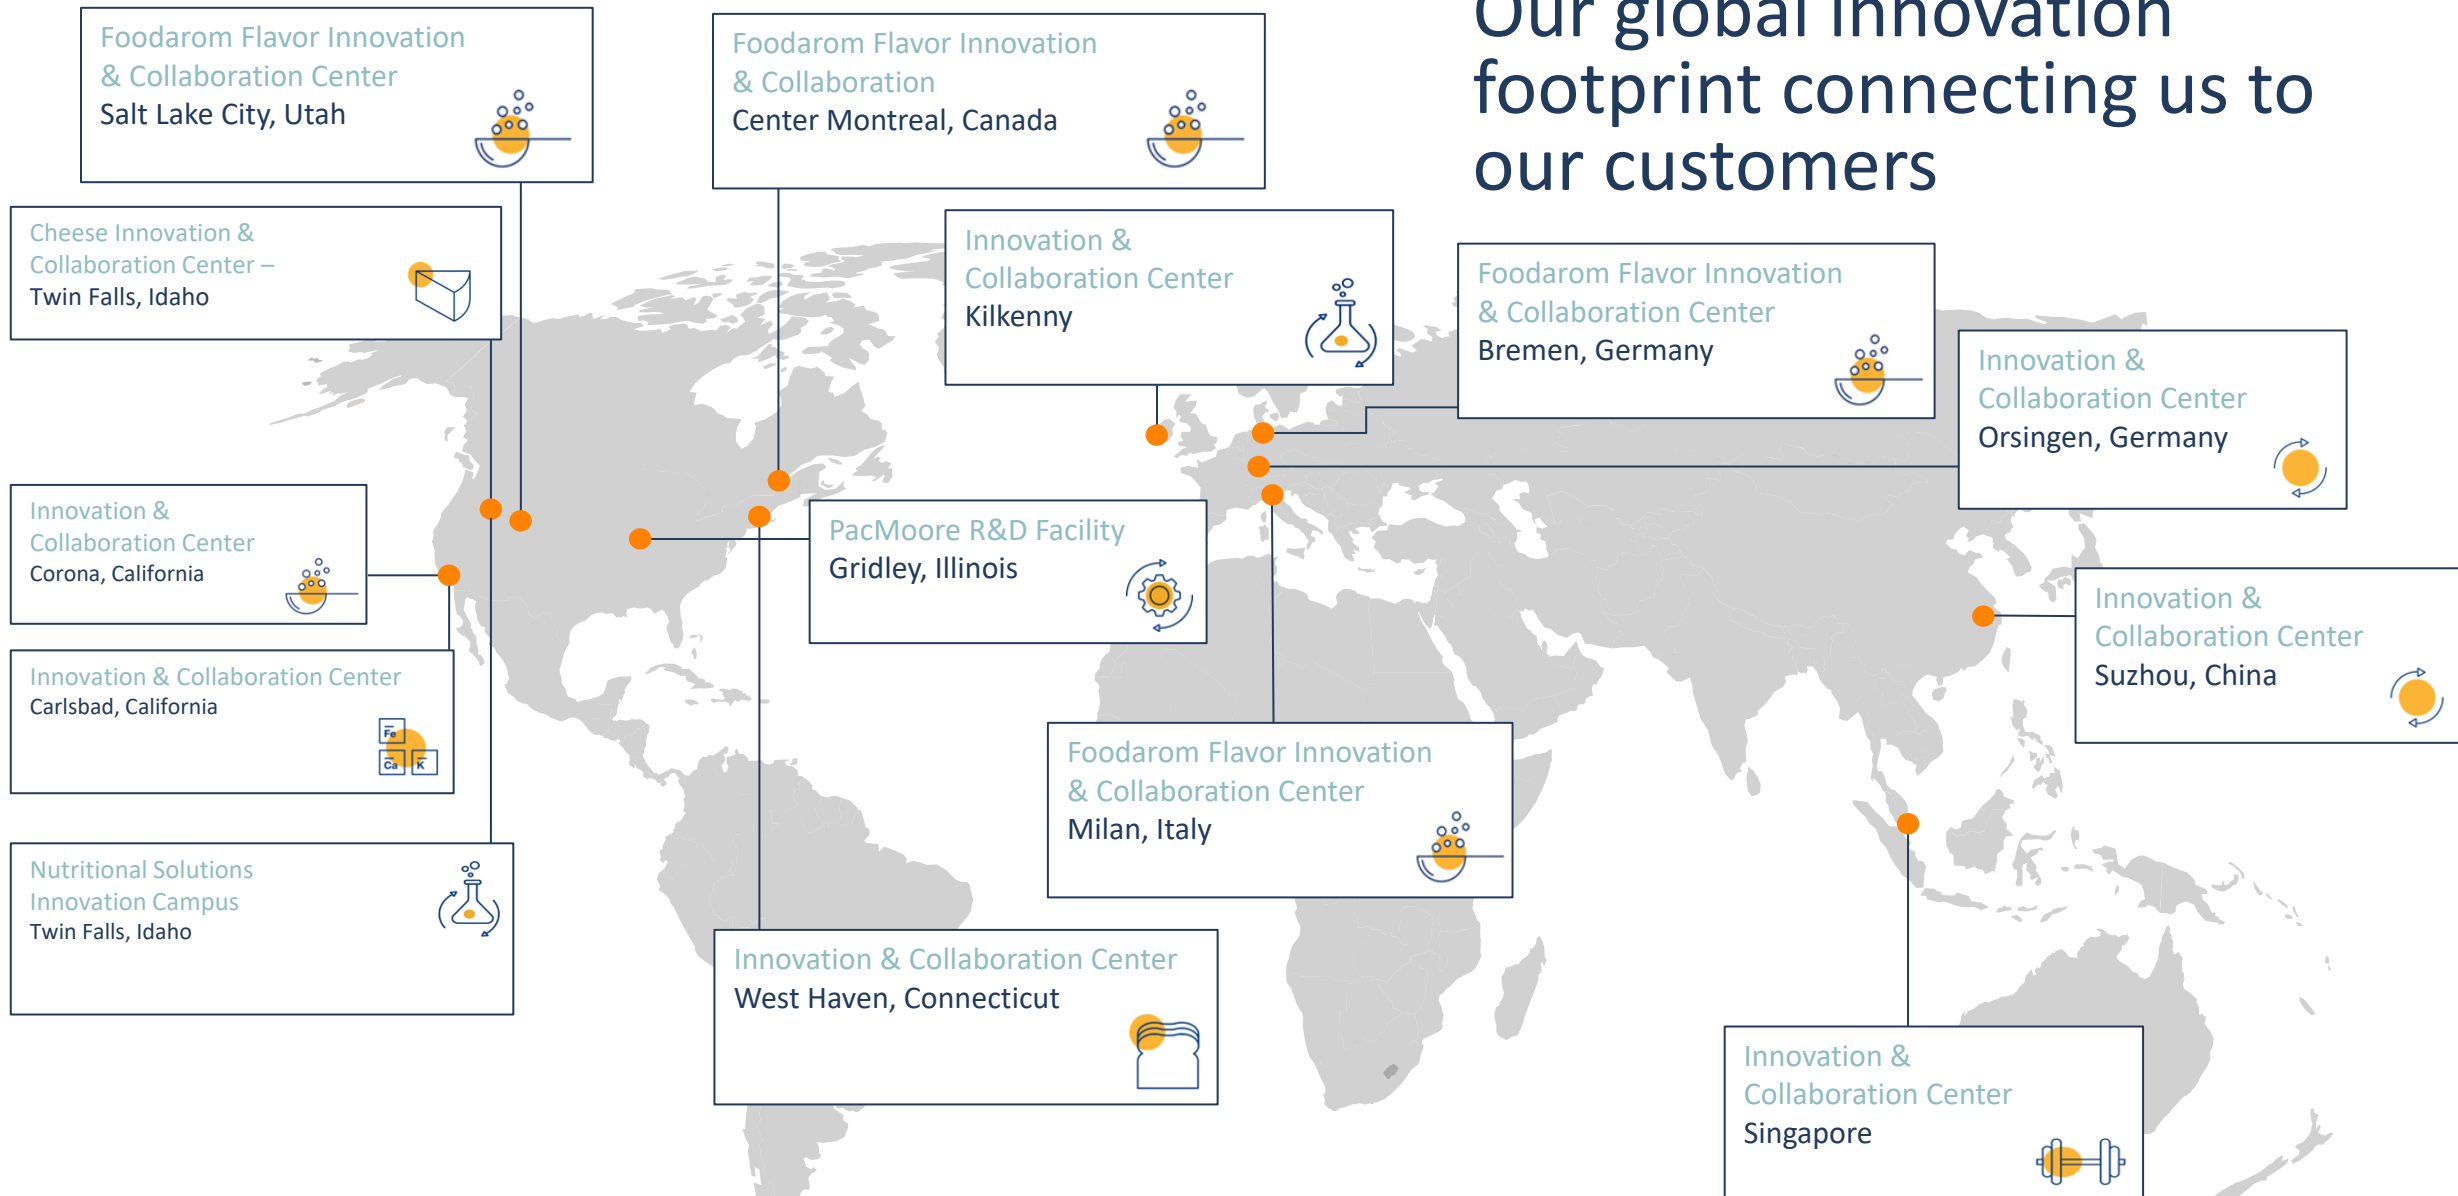 Our global innovation
footprint connecting us to
our customers
Foodarom Flavor Innovation
& Collaboration Center
Salt Lake City, Utah
Foodarom Flavor Innovation
& Collaboration
Center Montreal, Canada
Cheese Innovation &
Collaboration Center –
Twin Falls, Idaho
Innovation &
Collaboration Center
Kilkenny
Foodarom Flavor Innovation
& Collaboration Center
Bremen, Germany
Innovation &
Collaboration Center
Orsingen, Germany
Innovation &
Collaboration Center
Corona, California
PacMoore R&D Facility
Gridley, Illinois
Innovation &
Collaboration Center
Suzhou, China
Innovation & Collaboration Center
Carlsbad, California
Fe
Ca
K
Foodarom Flavor Innovation
& Collaboration Center
Milan, Italy
Nutritional Solutions
Innovation Campus
Twin Falls, Idaho
Innovation & Collaboration Center
West Haven, Connecticut
Innovation &
Collaboration Center
Singapore